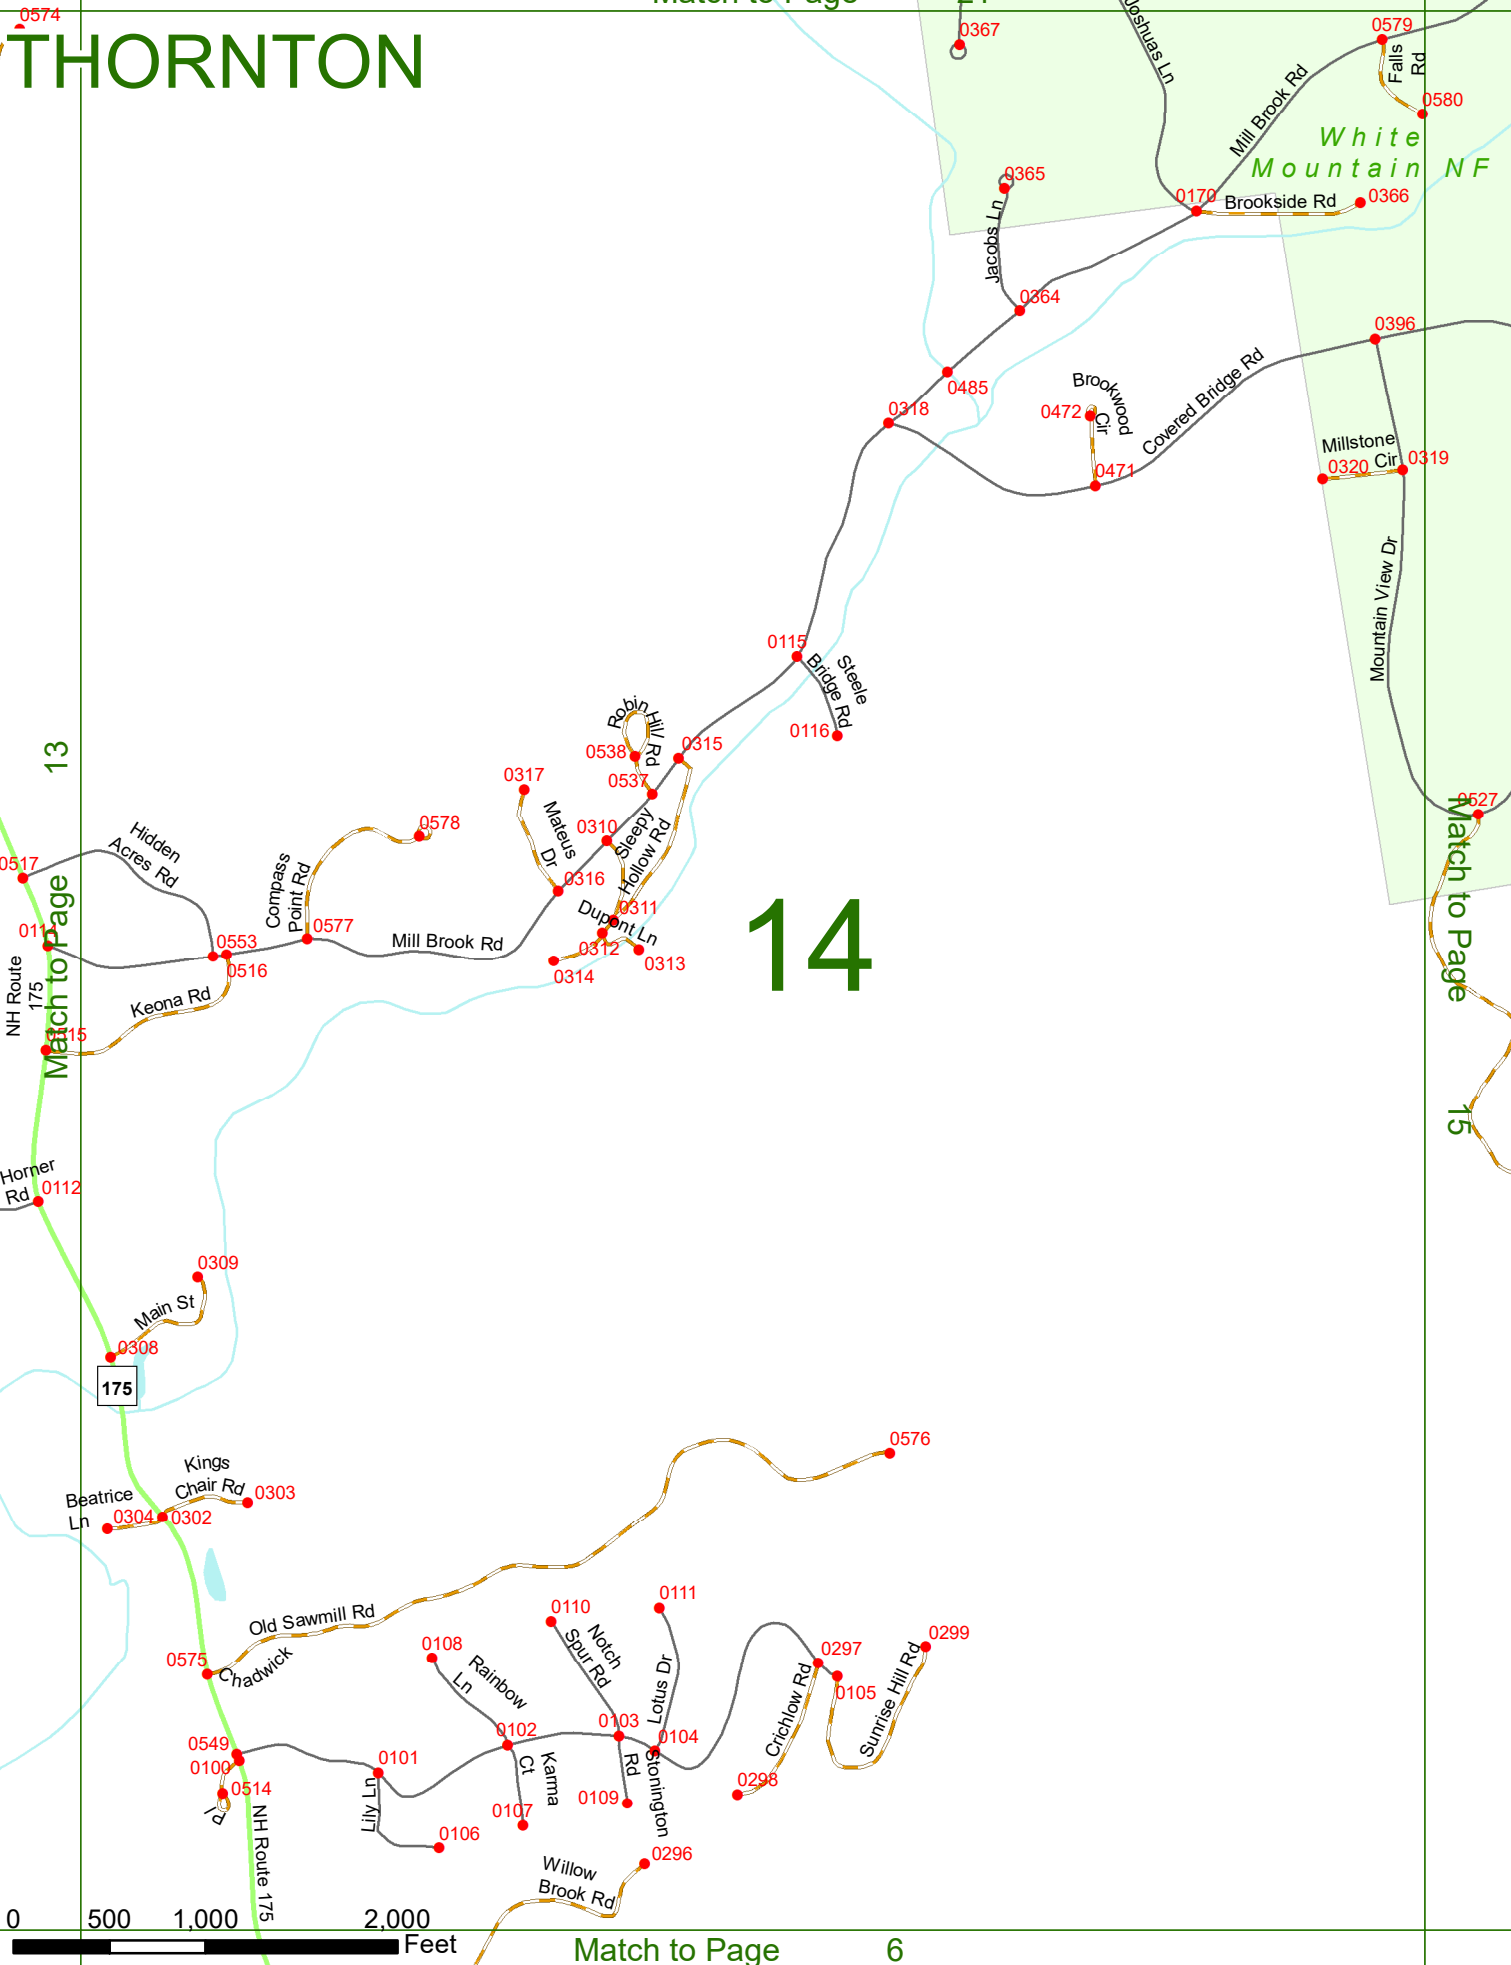 Match to Page 21
0574
THORNTON
0367
Joshuas Ln
0579
Falls
Rd
Mill Brook Rd
0580
White
Mountain NF
0365
0170
Brookside Rd
0366
Jacobs Ln
0364
0396
0485
Brookwood
Cir
0472
Covered Bridge Rd
0318
Millstone
Cir
0320
0319
0471
Mountain View Dr
0115
Steele
Bridge Rd
0116
Robin Hill Rd
0538
0315
13
0317
0537
0527
Mateus
Dr
0310
Sleepy
Hollow Rd
0578
Hidden
Acres Rd
0517
Compass
Point Rd
0316
0311
Dupont Ln
14
0114
Match to Page
0553
0577
Mill Brook Rd
0312
0313
0314
0516
NH Route
175
Keona Rd
0515
Match to Page
15
Horner
Rd
0112
0309
Main St
0308
175
0576
Kings
Chair Rd
0303
Beatrice
Ln
0304
0302
Old Sawmill Rd
0575
Chadwick
Pl
0110
0111
Notch
Spur Rd
0108
Rainbow
Ln
Lotus Dr
0297
0299
0105
Crichlow Rd
Sunrise Hill Rd
0549
0100
0514
0101
0102
0103
0104
Karma
Ct
Stonington
Rd
0298
0109
0107
Lily Ln
0106
NH Route 175
0296
Willow
Brook Rd
0 500 1,000 2,000
Feet
Match to Page 6